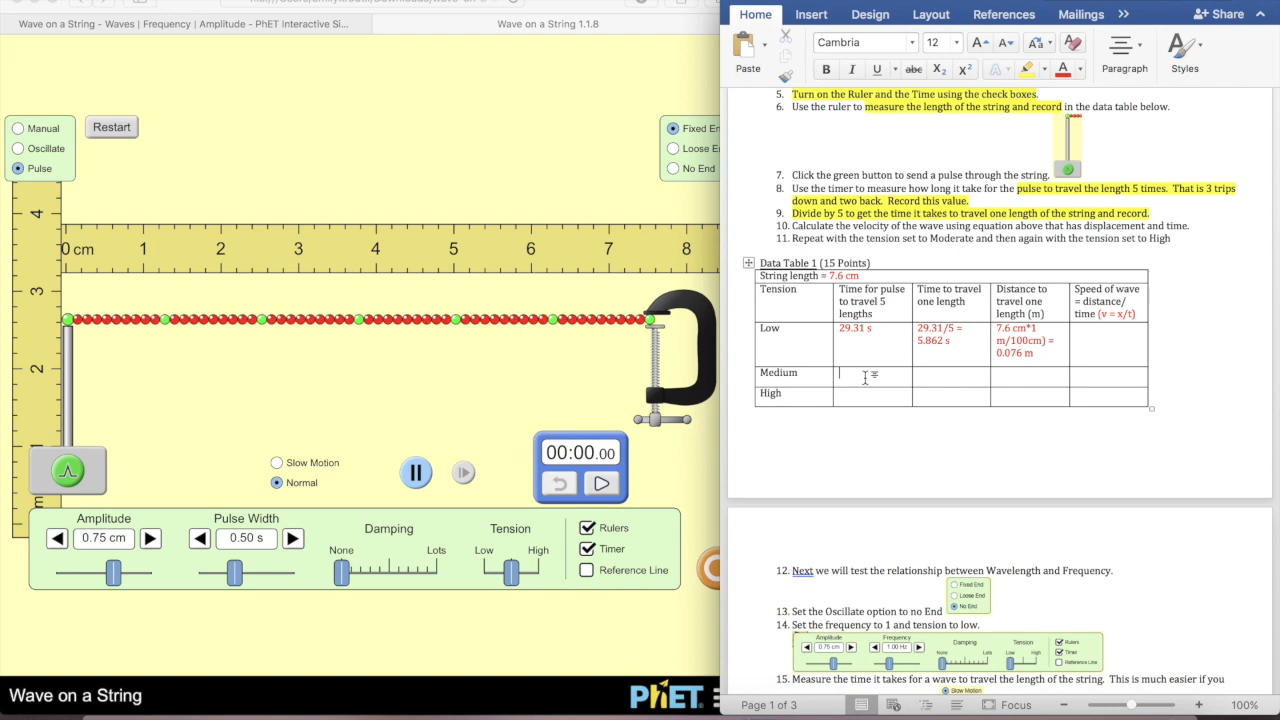 Wave on a String - Waves | Frequency | Amplitude - PhET Interactive Si...
Wave on a String 1.1.8
Manual
Oscillate
Pulse
Restart
Fixed En
Loose E
No End
4
3
2
0 cm 1 2 3 4 5 6 7 8
Slow Motion
Normal
00:00.00
Amplitude
0.75 cm
Pulse Width
0.50 s
Damping
None Lots
Tension
Low High
Rulers
Timer
Reference Line
Wave on a String
PhET
Home Insert Design Layout References Mailings Share
Paste
Cambria 12
B I U abc X2 X2
Paragraph
Styles
5. Turn on the Ruler and the Time using the check boxes.
6. Use the ruler to measure the length of the string and record in the data table below.
7. Click the green button to send a pulse through the string.
8. Use the timer to measure how long it take for the pulse to travel the length 5 times. That is 3 trips
down and two back. Record this value.
9. Divide by 5 to get the time it takes to travel one length of the string and record.
10. Calculate the velocity of the wave using equation above that has displacement and time.
11. Repeat with the tension set to Moderate and then again with the tension set to High
Data Table 1 (15 Points)
String length = 7.6 cm
Tension
Time for pulse
to travel 5
lengths
Time to travel
one length
Distance to
travel one
length (m)
Speed of wave
= distance/
time (v = x/t)
Low
29.31 s
29.31/5 =
5.862 s
7.6 cm*1
m/100cm) =
0.076 m
Medium
High
12. Next we will test the relationship between Wavelength and Frequency.
Fixed End
Loose End
No End
13. Set the Oscillate option to no End
14. Set the frequency to 1 and tension to low.
Amplitude
0.75 cm
Frequency
1.00 Hz
Damping
None Lots
Tension
Low High
Rulers
Timer
Reference Line
15. Measure the time it takes for a wave to travel the length of the string. This is much easier if you
Slow Motion
Page 1 of 3
Focus
100%